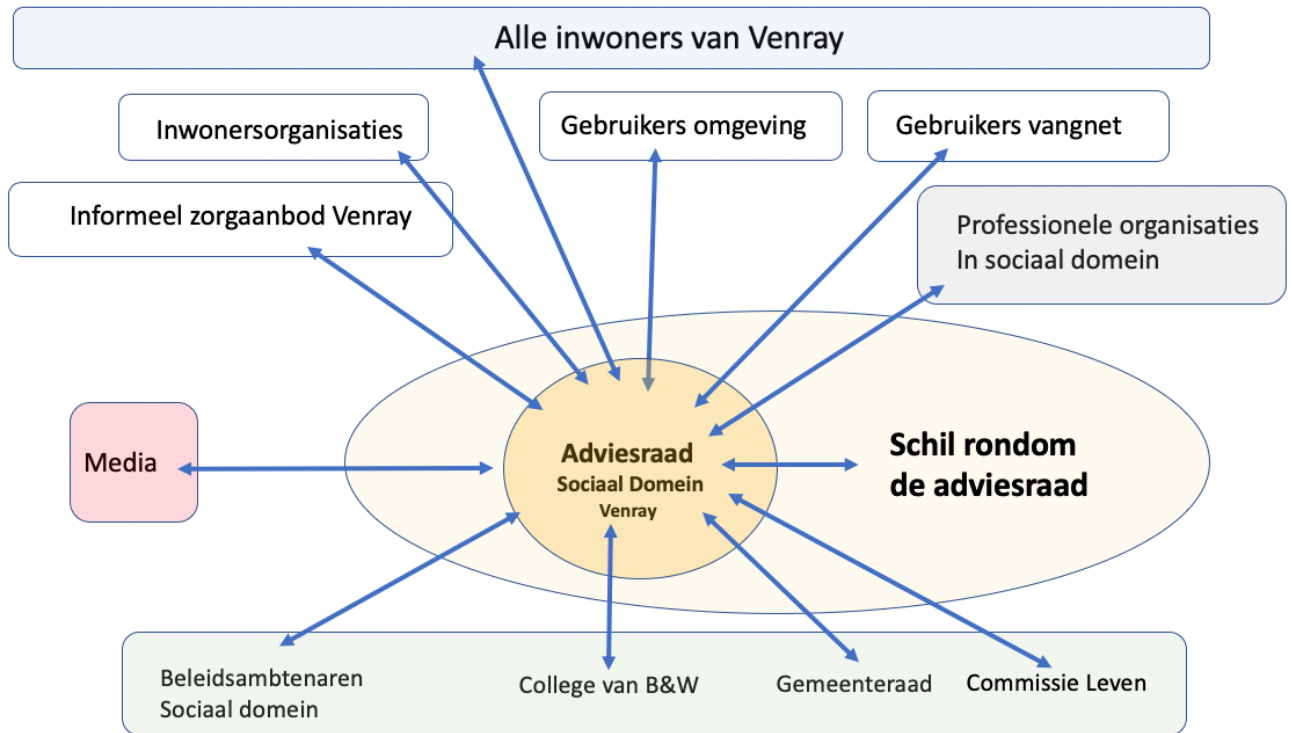 Alle inwoners van Venray
Inwonersorganisaties
Gebruikers omgeving
Gebruikers vangnet
Informeel zorgaanbod Venray
Professionele organisaties
In sociaal domein
Media
Adviesraad
Sociaal Domein
Venray
Schil rondom
de adviesraad
Beleidsambtenaren
Sociaal domein
College van B&W
Gemeenteraad
Commissie Leven